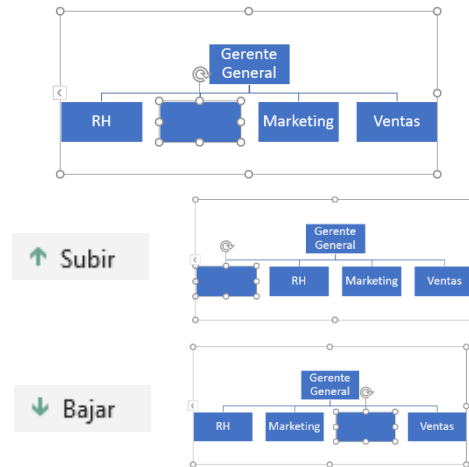 Gerente
General
RH
Marketing
Ventas
Subir
Gerente
General
RH
Marketing
Ventas
Bajar
Gerente
General
RH
Marketing
Ventas